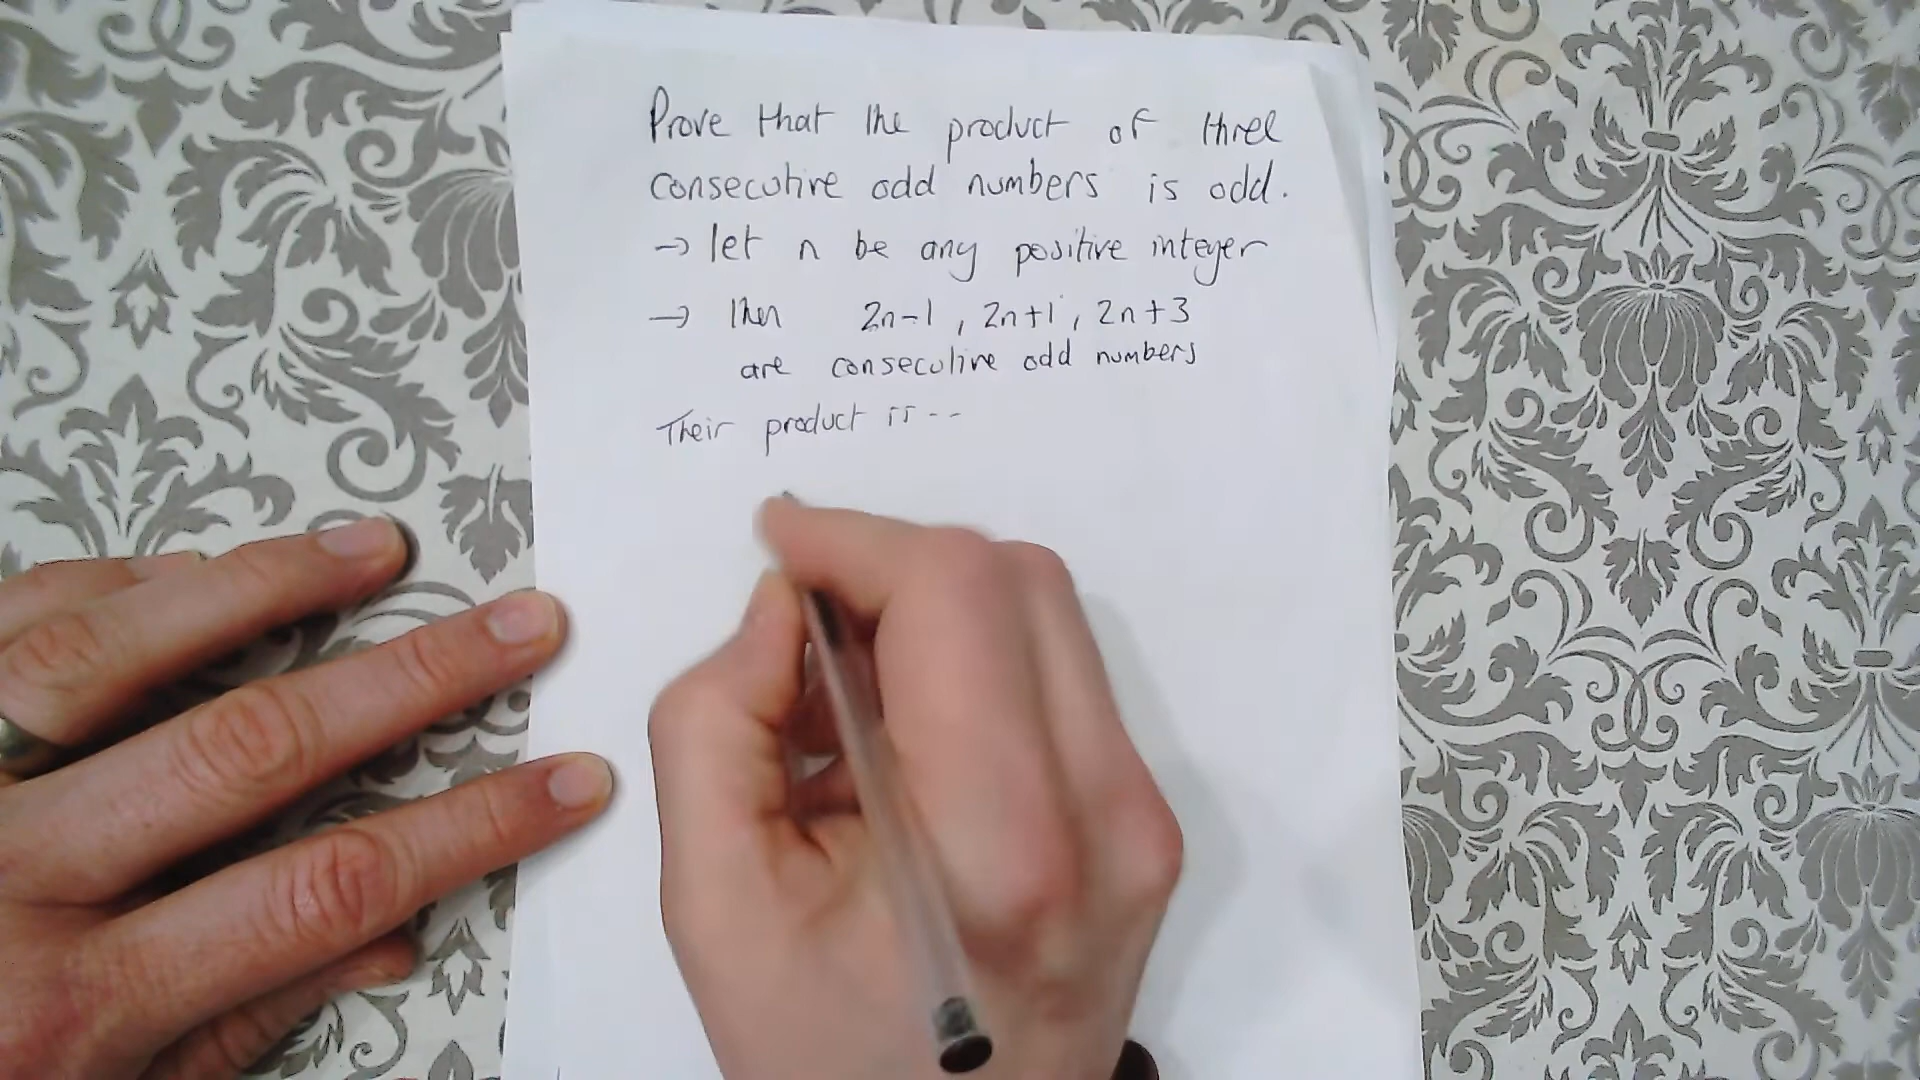 Prove that the product of three
consecutive odd numbers is odd.
→ let n be any positive integer
→ then 2n-1, 2n+1, 2n+3
are consecutive odd numbers
Their product is---